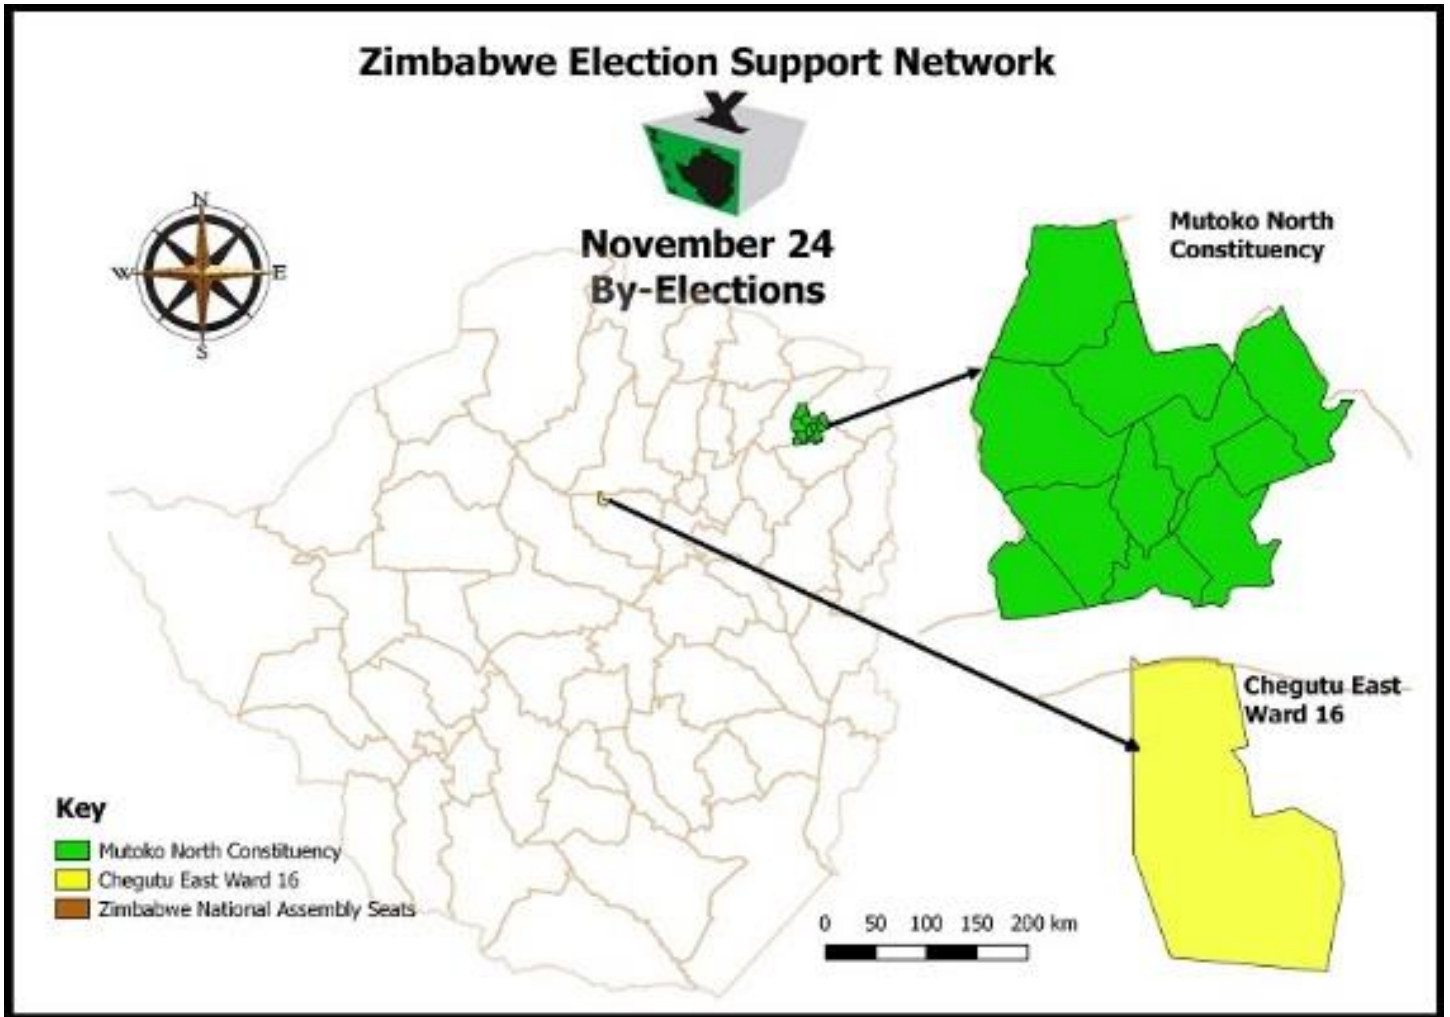 Zimbabwe Election Support Network
X
November 24
By-Elections
N
W
E
S
Mutoko North
Constituency
Chegutu East
Ward 16
Key
Mutoko North Constituency
Chegutu East Ward 16
Zimbabwe National Assembly Seats
0 50 100 150 200 km